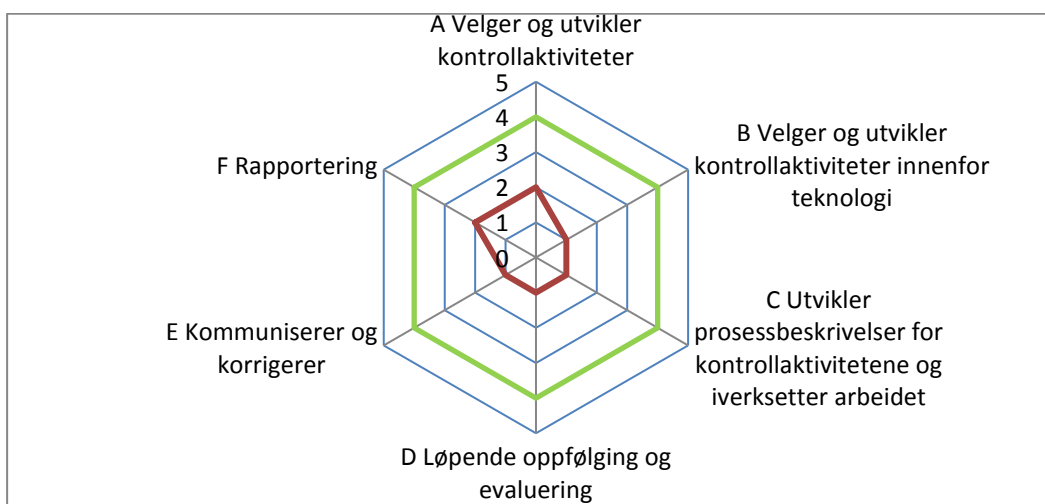 A Velger og utvikler
kontrollaktiviteter
5
4
3
2
1
0
B Velger og utvikler
kontrollaktiviteter innenfor
teknologi
C Utvikler
prosessbeskrivelser for
kontrollaktivitetene og
iverksetter arbeidet
D Løpende oppfølging og
evaluering
E Kommuniserer og
korrigerer
F Rapportering